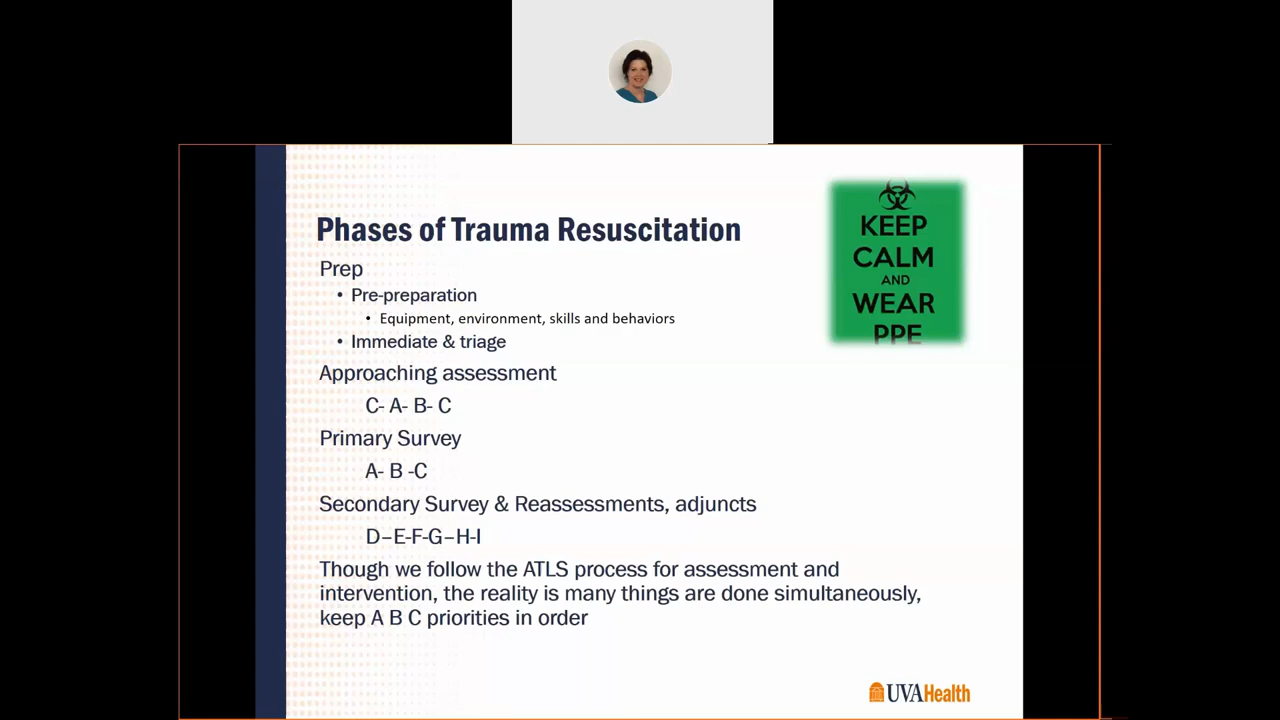 KEEP
CALM
AND
WEAR
PPE
Phases of Trauma Resuscitation
Prep
• Pre-preparation
• Equipment, environment, skills and behaviors
• Immediate & triage
Approaching assessment
C- A- B- C
Primary Survey
A- B -C
Secondary Survey & Reassessments, adjuncts
D–E-F-G–H-I
Though we follow the ATLS process for assessment and
intervention, the reality is many things are done simultaneously,
keep A B C priorities in order
UVAHealth